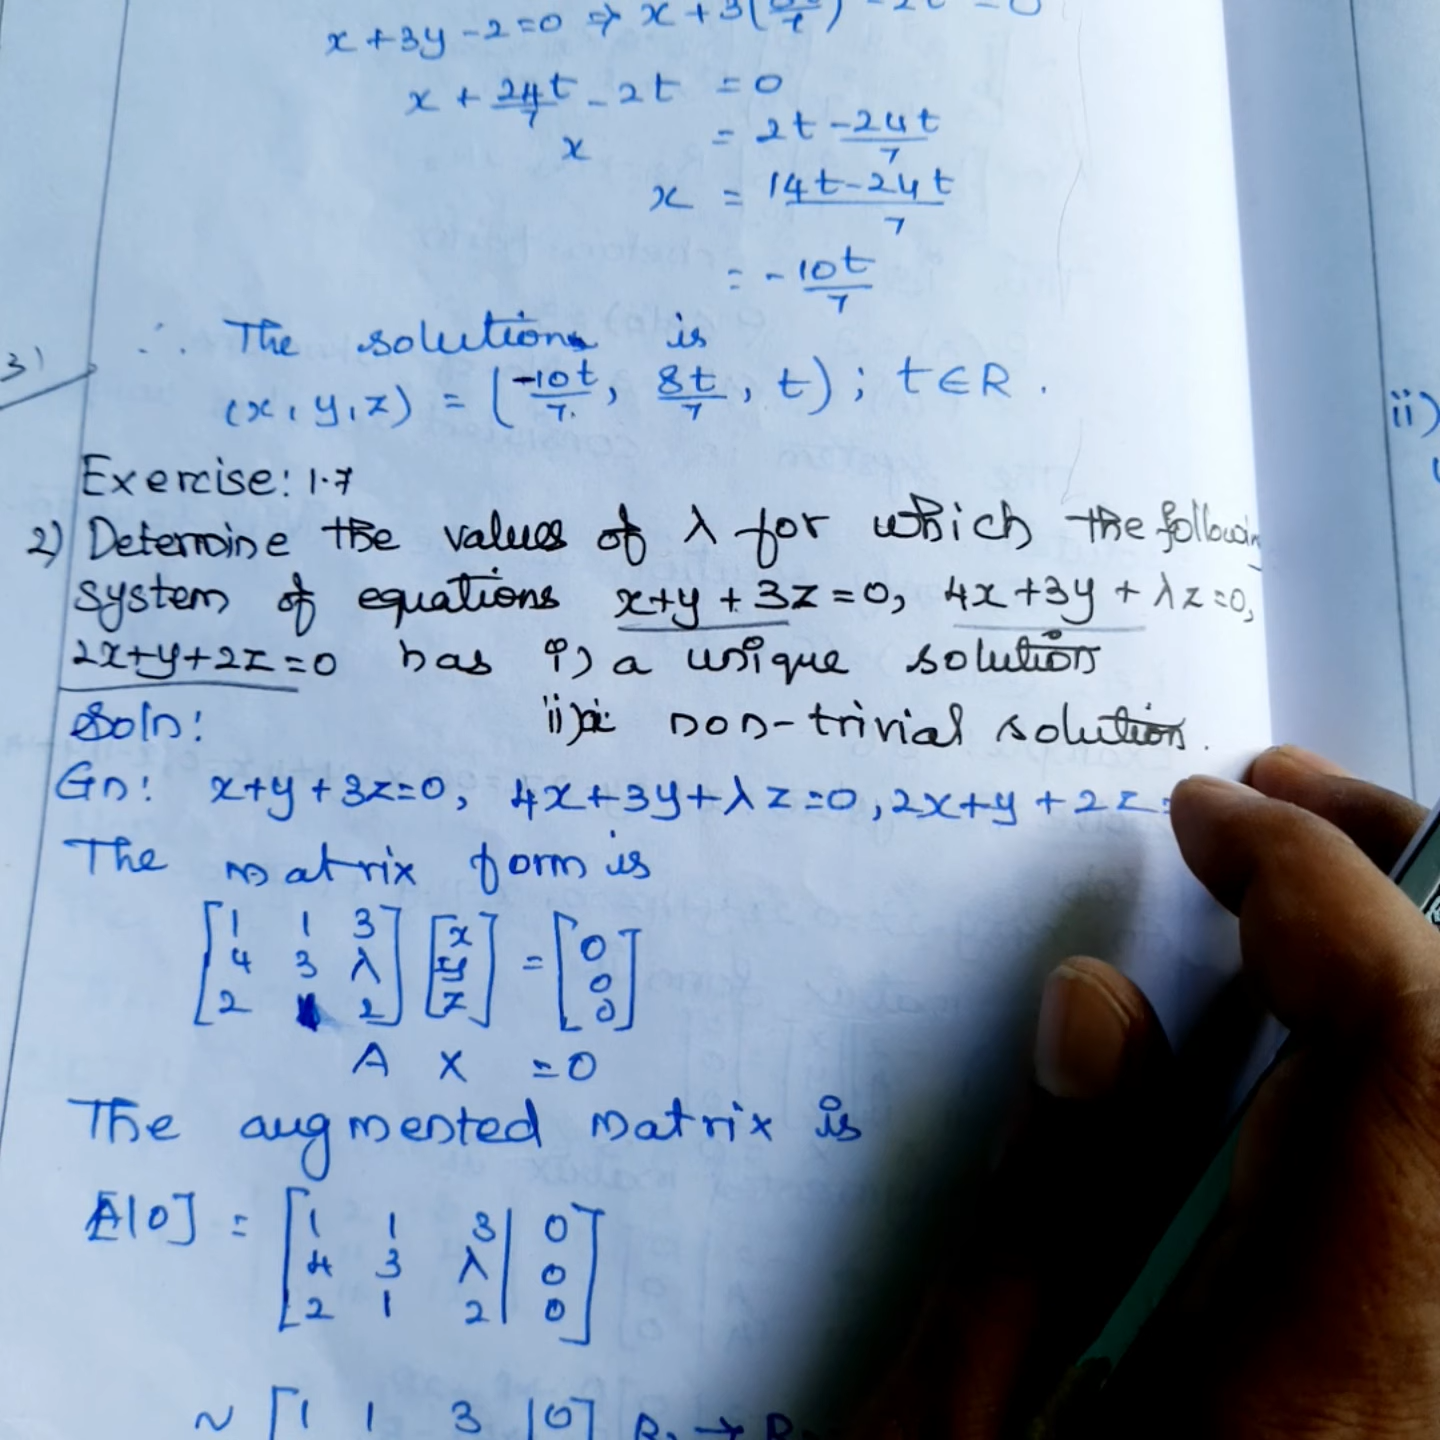 x + 3y - 2 = 0 ⇒ x + 3( /7) - 2t = 0
x + 24t/7 - 2t = 0
x = 2t - 24t/7
x = 14t - 24t / 7
= -10t/7
∴ The solution is
3)
(x, y, z) = (-10t/7, 8t/7, t); t ∈ R.
ii)
Exercise: 1.7
2) Determine the values of λ for which the following
system of equations x+y+3z=0, 4x+3y+λz=0,
2x+y+2z=0 has i) a unique solution
ii) non-trivial solution.
Soln:
Gn: x+y+3z=0, 4x+3y+λz=0, 2x+y+2z=
The matrix form is
[1 1 3] [x] = [0]
[4 3 λ] [y] [0]
[2 2] [z] [0]
A X = 0
The augmented matrix is
[A|0] = [1 1 3 | 0]
[4 3 λ | 0]
[2 1 2 | 0]
~ [1 1 3 | 0]